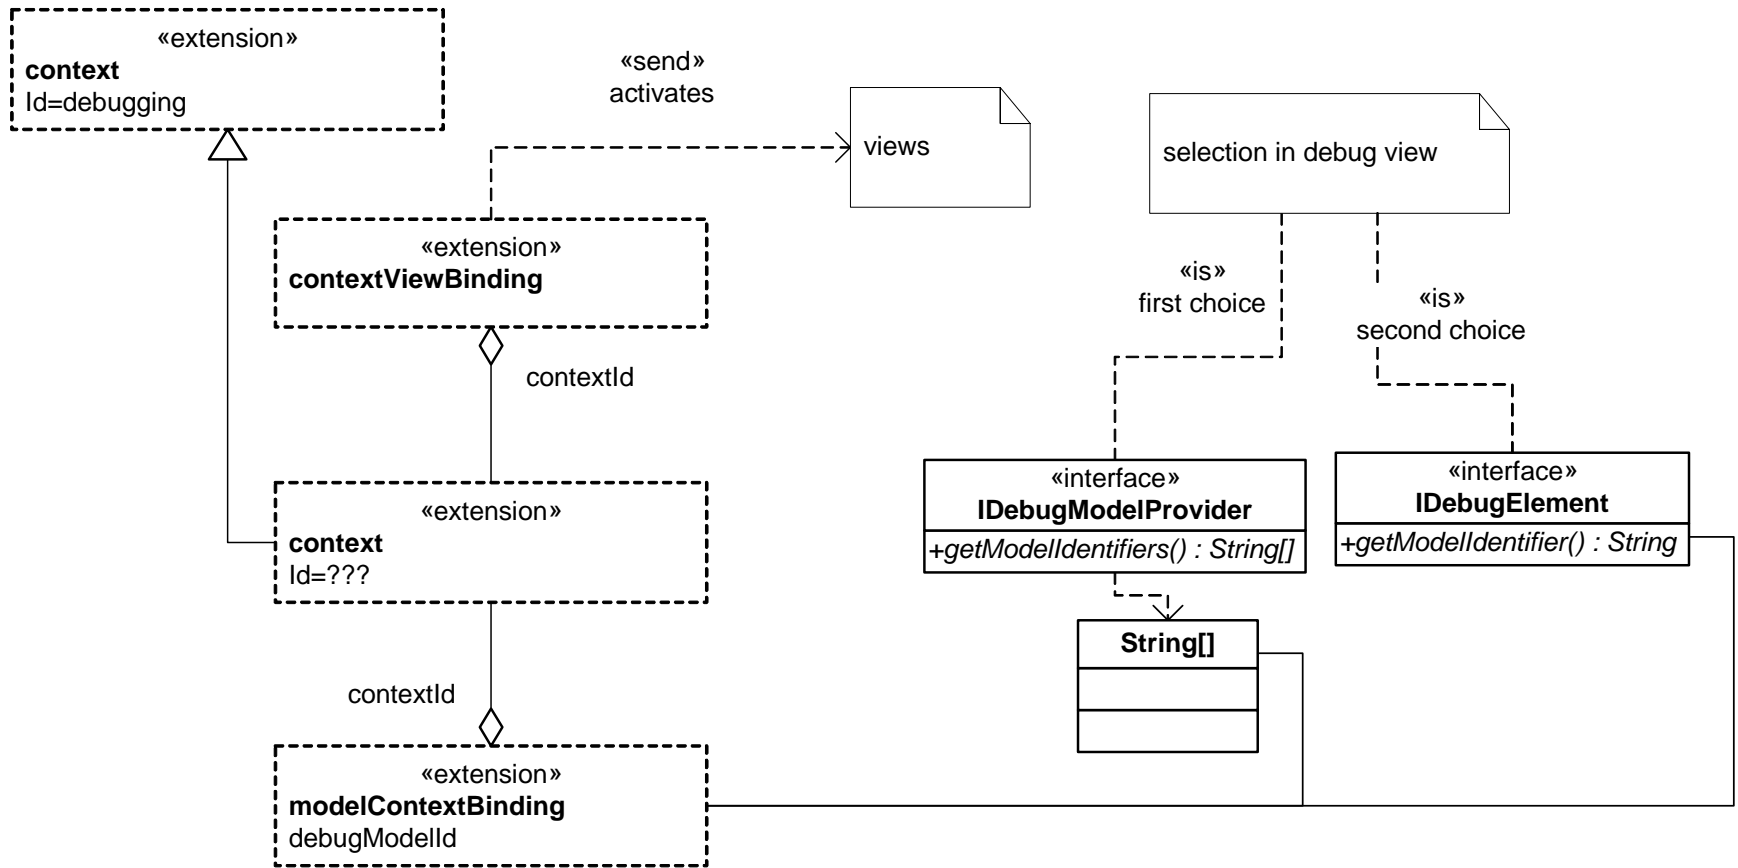 «extension»
context
Id=debugging
«send»
activates
views
selection in debug view
«extension»
contextViewBinding
«is»
first choice
«is»
second choice
contextId
«interface»
IDebugModelProvider
+getModelIdentifiers() : String[]
«interface»
IDebugElement
+getModelIdentifier() : String
«extension»
context
Id=???
String[]
contextId
«extension»
modelContextBinding
debugModelId